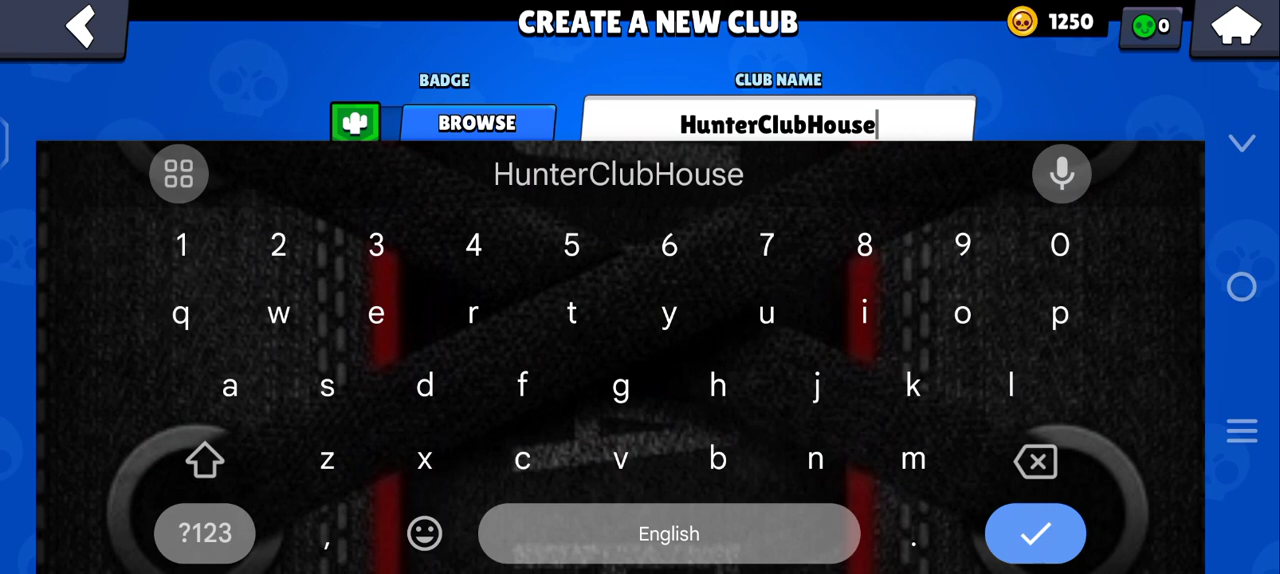 CREATE A NEW CLUB
1250
0
BADGE
CLUB NAME
BROWSE
HunterClubHouse
HunterClubHouse
1 2 3 4 5 6 7 8 9 0
q w e r t y u i o p
a s d f g h j k l
z x c v b n m
?123 , English .